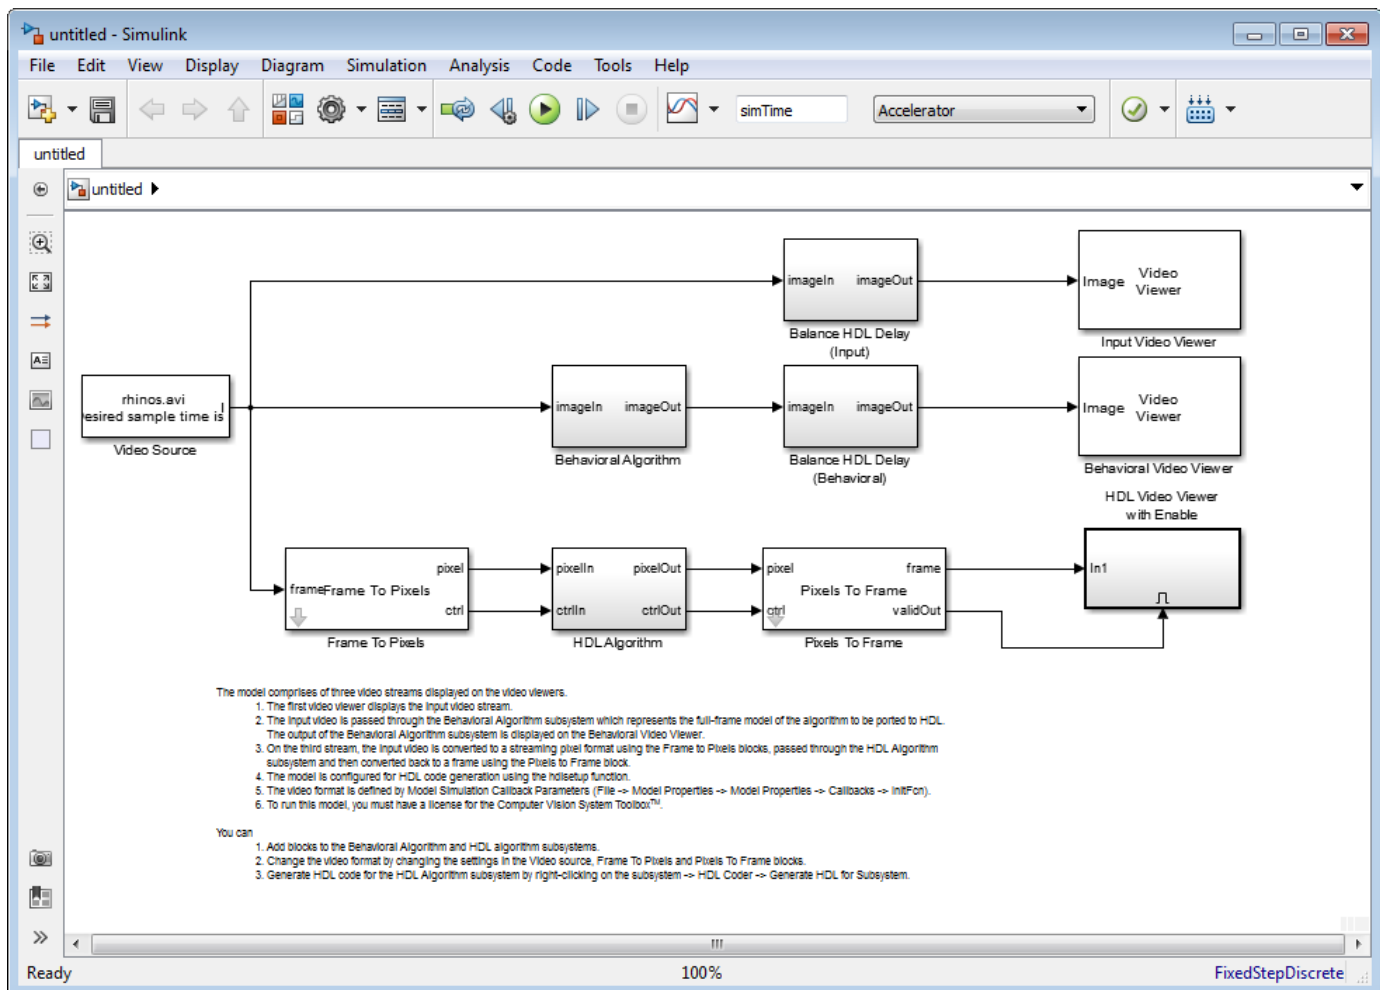 untitled - Simulink
File Edit View Display Diagram Simulation Analysis Code Tools Help
simTime Accelerator
untitled
untitled
imageIn imageOut
Balance HDL Delay
(Input)
Image Video
Viewer
Input Video Viewer
rhinos.avi
esired sample time is
I
Video Source
imageIn imageOut
Behavioral Algorithm
imageIn imageOut
Balance HDL Delay
(Behavioral)
Image Video
Viewer
Behavioral Video Viewer
HDL Video Viewer
with Enable
frame Frame To Pixels pixel
ctrl
Frame To Pixels
pixelIn pixelOut
ctrlIn ctrlOut
HDL Algorithm
pixel frame
Pixels To Frame
ctrl validOut
Pixels To Frame
In1
The model comprises of three video streams displayed on the video viewers.
1. The first video viewer displays the input video stream.
2. The input video is passed through the Behavioral Algorithm subsystem which represents the full-frame model of the algorithm to be ported to HDL.
The output of the Behavioral Algorithm subsystem is displayed on the Behavioral Video Viewer.
3. On the third stream, the input video is converted to a streaming pixel format using the Frame to Pixels blocks, passed through the HDL Algorithm
subsystem and then converted back to a frame using the Pixels to Frame block.
4. The model is configured for HDL code generation using the hdlsetup function.
5. The video format is defined by Model Simulation Callback Parameters (File -> Model Properties -> Model Properties -> Callbacks -> InitFcn).
6. To run this model, you must have a license for the Computer Vision System Toolbox™.
You can
1. Add blocks to the Behavioral Algorithm and HDL algorithm subsystems.
2. Change the video format by changing the settings in the Video source, Frame To Pixels and Pixels To Frame blocks.
3. Generate HDL code for the HDL Algorithm subsystem by right-clicking on the subsystem -> HDL Coder -> Generate HDL for Subsystem.
Ready 100% FixedStepDiscrete